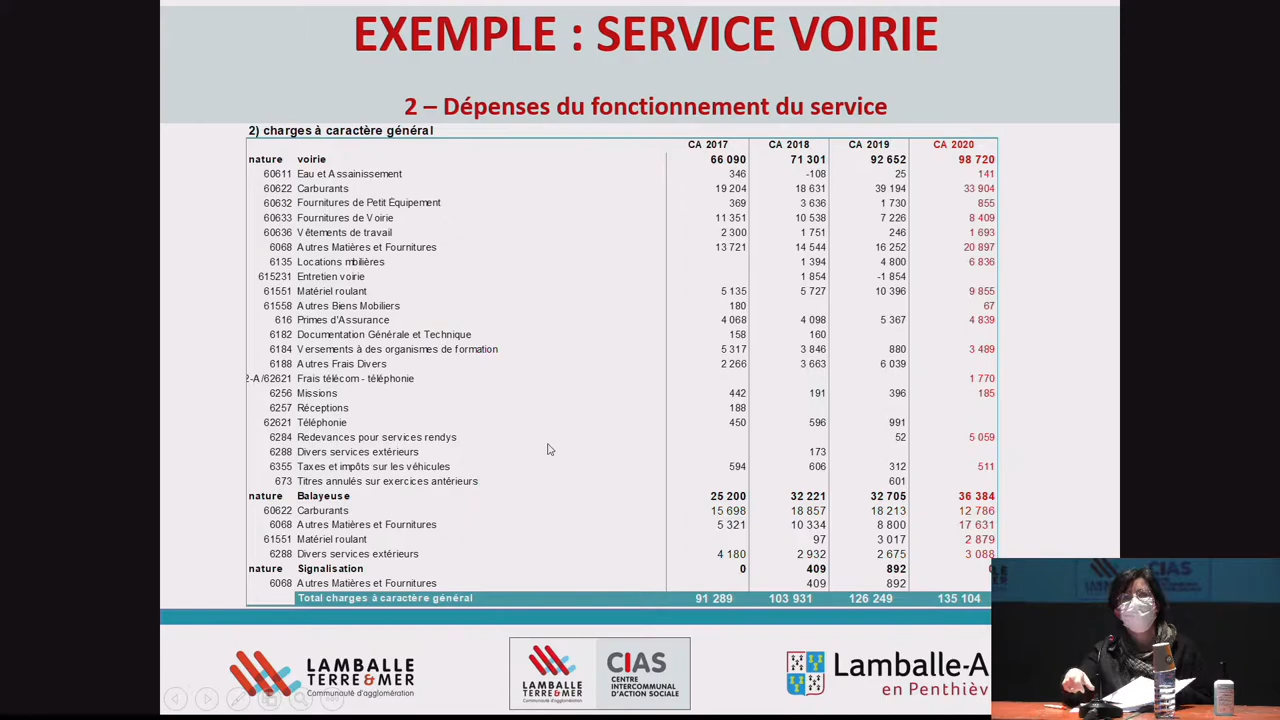 EXEMPLE : SERVICE VOIRIE
2 – Dépenses du fonctionnement du service
2) charges à caractère général
CA 2017 CA 2018 CA 2019 CA 2020
nature voirie 66 090 71 301 92 652 98 720
60611 Eau et Assainissement 346 -108 25 141
60622 Carburants 19 204 18 631 39 194 33 904
60632 Fournitures de Petit Équipement 369 3 636 1 730 855
60633 Fournitures de Voirie 11 351 10 538 7 226 8 409
60636 Vêtements de travail 2 300 1 751 246 1 693
6068 Autres Matières et Fournitures 13 721 14 544 16 252 20 897
6135 Locations mbilières 1 394 4 800 6 836
615231 Entretien voirie 1 854 -1 854
61551 Matériel roulant 5 135 5 727 10 396 9 855
61558 Autres Biens Mobiliers 180 67
616 Primes d'Assurance 4 068 4 098 5 367 4 839
6182 Documentation Générale et Technique 158 160
6184 Versements à des organismes de formation 5 317 3 846 880 3 489
6188 Autres Frais Divers 2 266 3 663 6 039
2-A/62621 Frais télécom - téléphonie 1 770
6256 Missions 442 191 396 185
6257 Réceptions 188
62621 Téléphonie 450 596 991
6284 Redevances pour services rendys 52 5 059
6288 Divers services extérieurs 173
6355 Taxes et impôts sur les véhicules 594 606 312 511
673 Titres annulés sur exercices antérieurs 601
nature Balayeuse 25 200 32 221 32 705 36 384
60622 Carburants 15 698 18 857 18 213 12 786
6068 Autres Matières et Fournitures 5 321 10 334 8 800 17 631
61551 Matériel roulant 97 3 017 2 879
6288 Divers services extérieurs 4 180 2 932 2 675 3 088
nature Signalisation 0 409 892 0
6068 Autres Matières et Fournitures 409 892
Total charges à caractère général 91 289 103 931 126 249 135 104
LAMBALLE
TERRE & MER
Communauté d'agglomération
LAMBALLE
TERRE & MER
Communauté d'agglomération
CIAS
CENTRE
INTERCOMMUNAL
D'ACTION SOCIALE
Lamballe-A
en Penthièv
LAMBALLE
CIAS